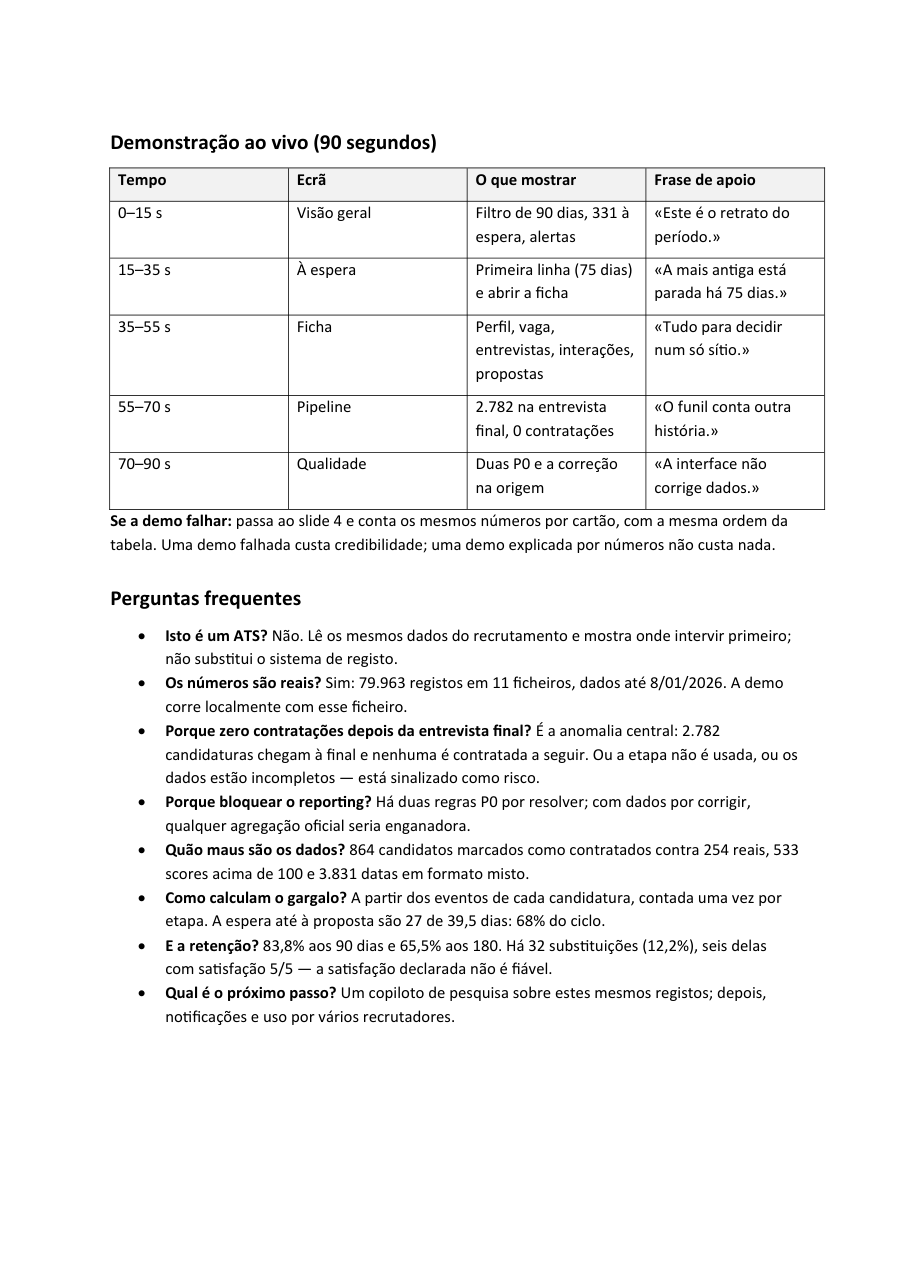 Demonstração ao vivo (90 segundos)
Tempo Ecrã O que mostrar Frase de apoio
0–15 s Visão geral Filtro de 90 dias, 331 à «Este é o retrato do
espera, alertas período.»
15–35 s À espera Primeira linha (75 dias) «A mais antiga está
e abrir a ficha parada há 75 dias.»
35–55 s Ficha Perfil, vaga, «Tudo para decidir
entrevistas, interações, num só sítio.»
propostas
55–70 s Pipeline 2.782 na entrevista «O funil conta outra
final, 0 contratações história.»
70–90 s Qualidade Duas P0 e a correção «A interface não
na origem corrige dados.»
Se a demo falhar: passa ao slide 4 e conta os mesmos números por cartão, com a mesma ordem da
tabela. Uma demo falhada custa credibilidade; uma demo explicada por números não custa nada.
Perguntas frequentes
• Isto é um ATS? Não. Lê os mesmos dados do recrutamento e mostra onde intervir primeiro;
não substitui o sistema de registo.
• Os números são reais? Sim: 79.963 registos em 11 ficheiros, dados até 8/01/2026. A demo
corre localmente com esse ficheiro.
• Porque zero contratações depois da entrevista final? É a anomalia central: 2.782
candidaturas chegam à final e nenhuma é contratada a seguir. Ou a etapa não é usada, ou os
dados estão incompletos — está sinalizado como risco.
• Porque bloquear o reporting? Há duas regras P0 por resolver; com dados por corrigir,
qualquer agregação oficial seria enganadora.
• Quão maus são os dados? 864 candidatos marcados como contratados contra 254 reais, 533
scores acima de 100 e 3.831 datas em formato misto.
• Como calculam o gargalo? A partir dos eventos de cada candidatura, contada uma vez por
etapa. A espera até à proposta são 27 de 39,5 dias: 68% do ciclo.
• E a retenção? 83,8% aos 90 dias e 65,5% aos 180. Há 32 substituições (12,2%), seis delas
com satisfação 5/5 — a satisfação declarada não é fiável.
• Qual é o próximo passo? Um copiloto de pesquisa sobre estes mesmos registos; depois,
notificações e uso por vários recrutadores.